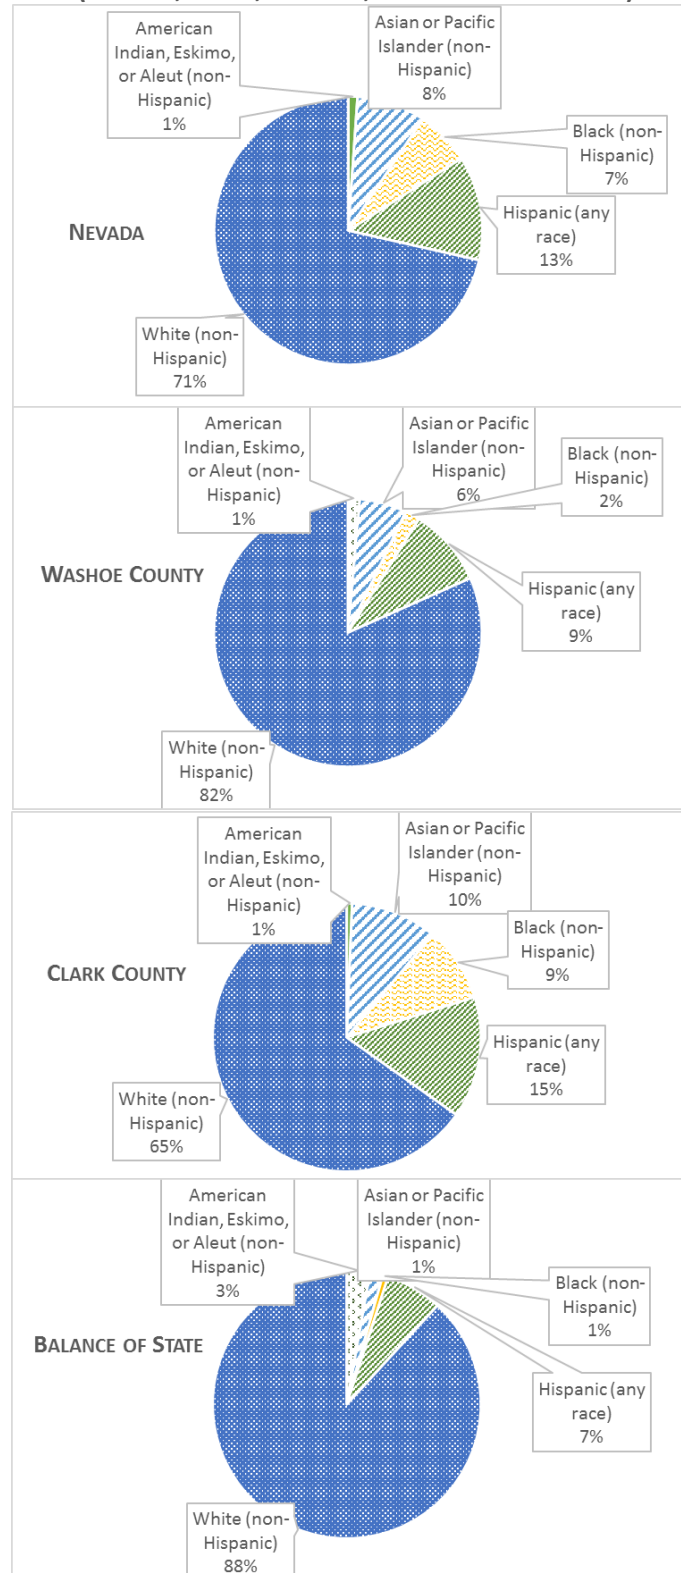 American
Indian, Eskimo,
or Aleut (non-
Hispanic)
1%
Asian or Pacific
Islander (non-
Hispanic)
8%
Black (non-
Hispanic)
7%
Hispanic (any
race)
13%
NEVADA
White (non-
Hispanic)
71%
American
Indian, Eskimo,
or Aleut (non-
Hispanic)
1%
Asian or Pacific
Islander (non-
Hispanic)
6%
Black (non-
Hispanic)
2%
WASHOE COUNTY
Hispanic (any
race)
9%
White (non-
Hispanic)
82%
American
Indian, Eskimo,
or Aleut (non-
Hispanic)
1%
Asian or Pacific
Islander (non-
Hispanic)
10%
Black (non-
Hispanic)
9%
CLARK COUNTY
Hispanic (any
race)
15%
White (non-
Hispanic)
65%
American
Indian, Eskimo,
or Aleut (non-
Hispanic)
3%
Asian or Pacific
Islander (non-
Hispanic)
1%
Black (non-
Hispanic)
1%
BALANCE OF STATE
Hispanic (any
race)
7%
White (non-
Hispanic)
88%